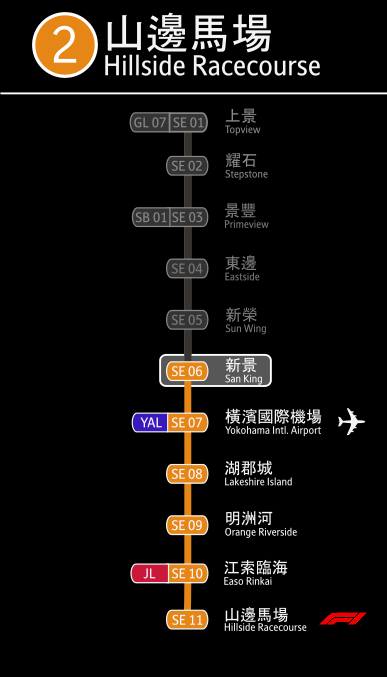 2
山邊馬場
Hillside Racecourse
GL 07 SE 01 上景
Topview
SE 02 耀石
Stepstone
SB 01 SE 03 景豐
Primeview
SE 04 東邊
Eastside
SE 05 新榮
Sun Wing
SE 06 新景
San King
YAL SE 07 橫濱國際機場
Yokohama Intl. Airport
SE 08 湖郡城
Lakeshire Island
SE 09 明洲河
Orange Riverside
JL SE 10 江索臨海
Easo Rinkai
SE 11 山邊馬場
Hillside Racecourse